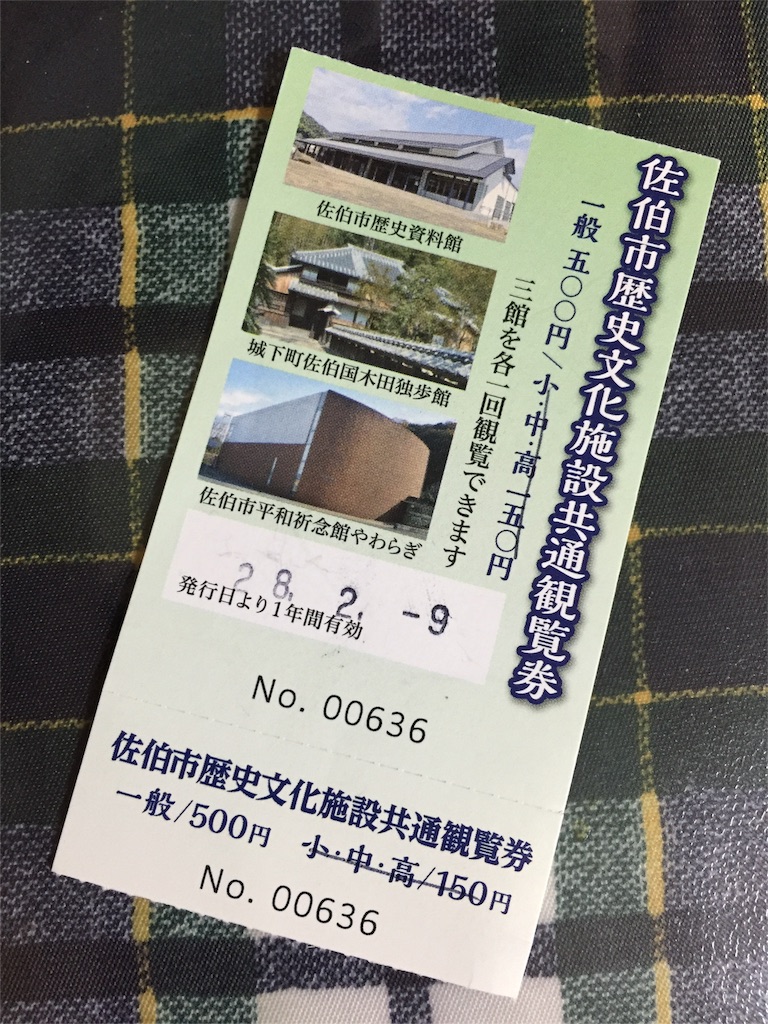 佐伯市歴史文化施設共通観覧券
一般 五〇〇円/小・中・高 一五〇円
三館を各一回観覧できます
佐伯市歴史資料館
城下町佐伯国木田独歩館
佐伯市平和祈念館やわらぎ
28. 2. -9
発行日より1年間有効
No. 00636
佐伯市歴史文化施設共通観覧券
一般/500円 小・中・高/150円
No. 00636